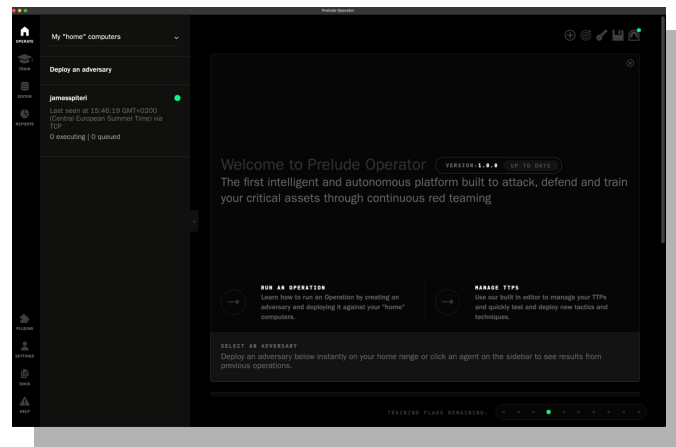 Prelude Operator
OPERATE
TRAIN
EDITOR
REPORTS
PLUGINS
SETTINGS
DOCS
HELP
My "home" computers
Deploy an adversary
jamesspiteri
Last seen at 15:46:19 GMT+0200
(Central European Summer Time) via
TCP
0 executing | 0 queued
Welcome to Prelude Operator
VERSION: 1.0.0 UP TO DATE
The first intelligent and autonomous platform built to attack, defend and train
your critical assets through continuous red teaming
RUN AN OPERATION
Learn how to run an Operation by creating an
adversary and deploying it against your "home"
computers.
MANAGE TTPS
Use our built in editor to manage your TTPs
and quickly test and deploy new tactics and
techniques.
SELECT AN ADVERSARY
Deploy an adversary below instantly on your home range or click an agent on the sidebar to see results from
previous operations.
TRAINING FLAGS REMAINING: